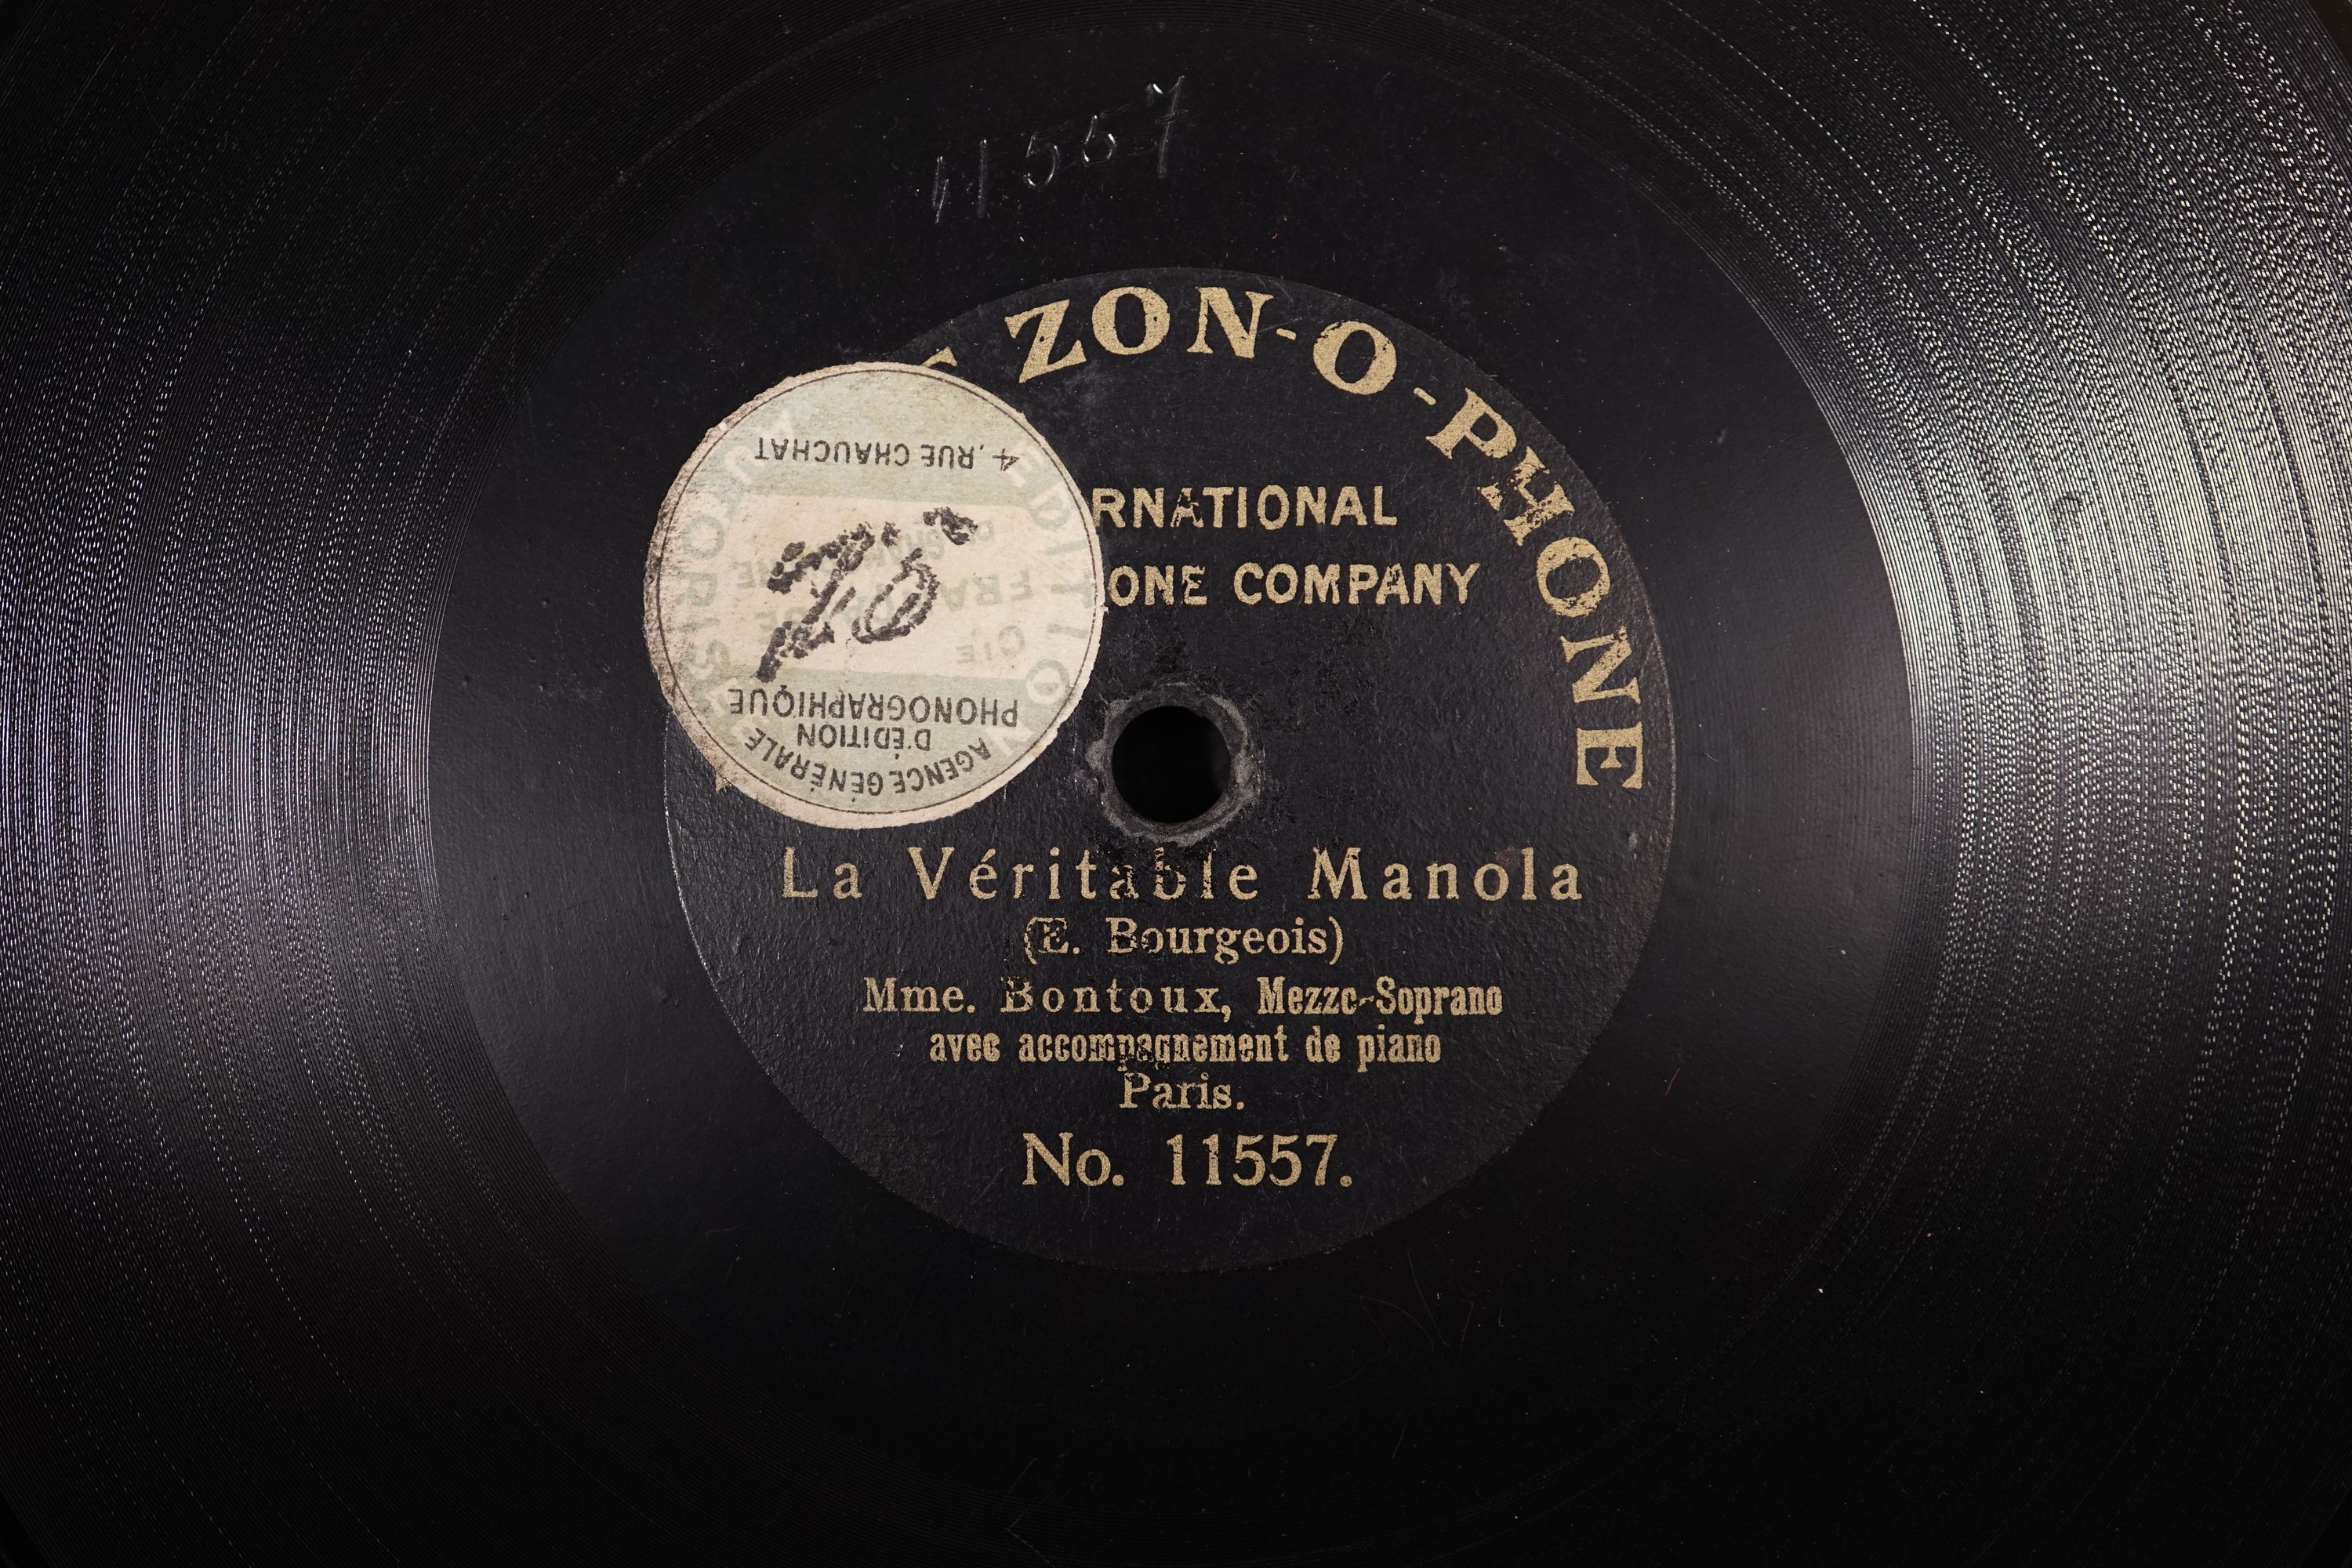 11557
ZON-O-PHONE
RNATIONAL
ONE COMPANY
4, RUE CHAUCHAT
PHONOGRAPHIQUE
D'ÉDITION
AGENCE GÉNÉRALE
La Véritable Manola
(E. Bourgeois)
Mme. Bontoux, Mezzo-Soprano
avec accompagnement de piano
Paris.
No. 11557.